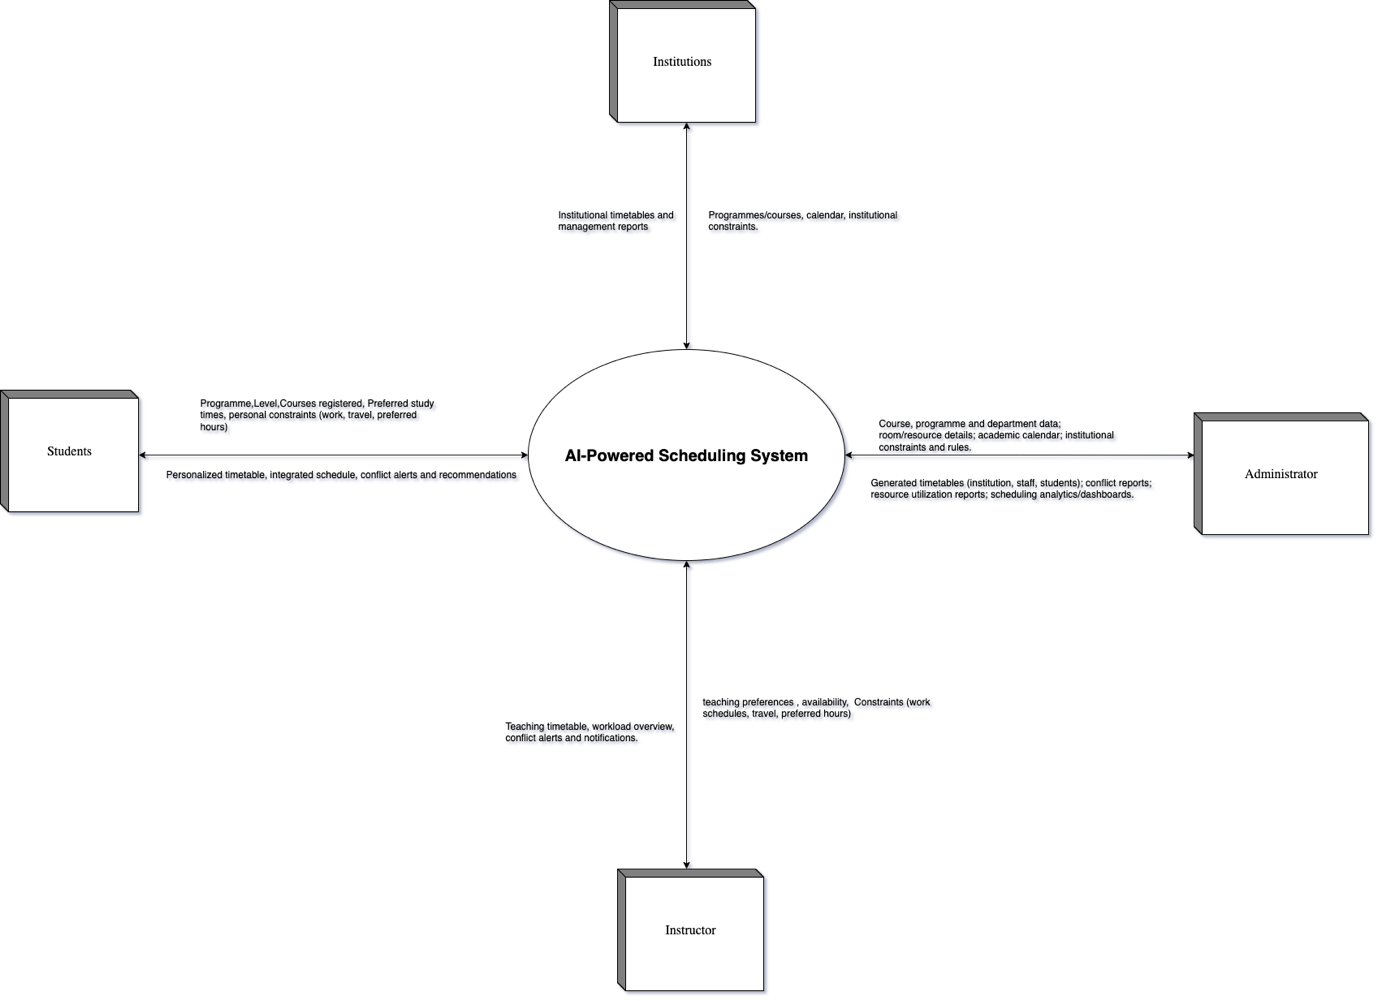 Institutions
Institutional timetables and
management reports
Programmes/courses, calendar, institutional
constraints.
Programme,Level,Courses registered, Preferred study
times, personal constraints (work, travel, preferred
hours)
Students
Personalized timetable, integrated schedule, conflict alerts and recommendations
AI-Powered Scheduling System
Course, programme and department data;
room/resource details; academic calendar; institutional
constraints and rules.
Administrator
Generated timetables (institution, staff, students); conflict reports;
resource utilization reports; scheduling analytics/dashboards.
teaching preferences , availability,  Constraints (work
schedules, travel, preferred hours)
Teaching timetable, workload overview,
conflict alerts and notifications.
Instructor